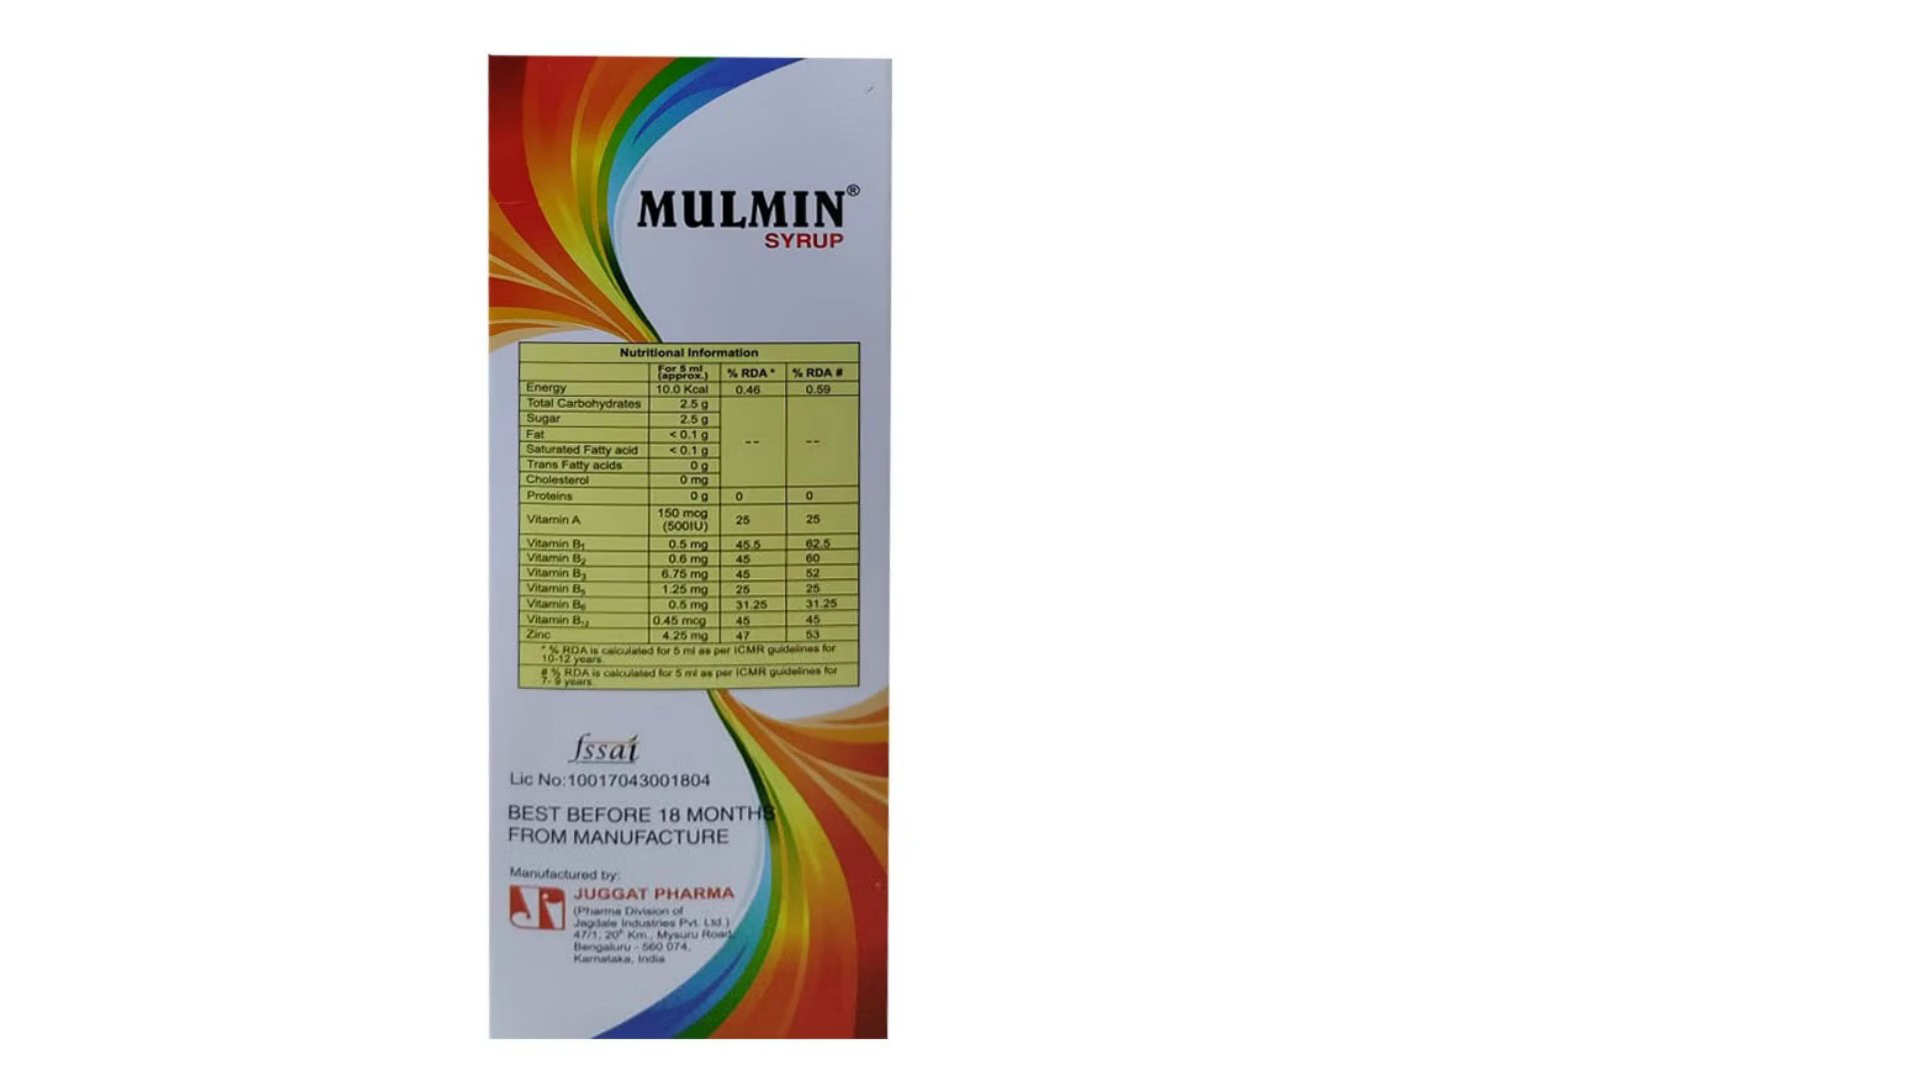 MULMIN®
SYRUP
Nutritional Information
For 5 ml (approx.) % RDA * % RDA #
Energy 10.0 Kcal 0.46 0.59
Total Carbohydrates 2.5 g
Sugar 2.5 g
Fat < 0.1 g
Saturated Fatty acid < 0.1 g -- --
Trans Fatty acids 0 g
Cholesterol 0 mg
Proteins 0 g 0 0
Vitamin A 150 mcg (500IU) 25 25
Vitamin B₁ 0.5 mg 45.5 62.5
Vitamin B₂ 0.6 mg 45 60
Vitamin B₃ 6.75 mg 45 52
Vitamin B₅ 1.25 mg 25 25
Vitamin B₆ 0.5 mg 31.25 31.25
Vitamin B₁₂ 0.45 mcg 45 45
Zinc 4.25 mg 47 53
* % RDA is calculated for 5 ml as per ICMR guidelines for
10-12 years.
# % RDA is calculated for 5 ml as per ICMR guidelines for
7- 9 years.
fssai
Lic No:10017043001804
BEST BEFORE 18 MONTHS
FROM MANUFACTURE
Manufactured by:
JUGGAT PHARMA
(Pharma Division of
Jagdale Industries Pvt. Ltd.)
47/1, 20th Km., Mysuru Road,
Bengaluru - 560 074,
Karnataka, India